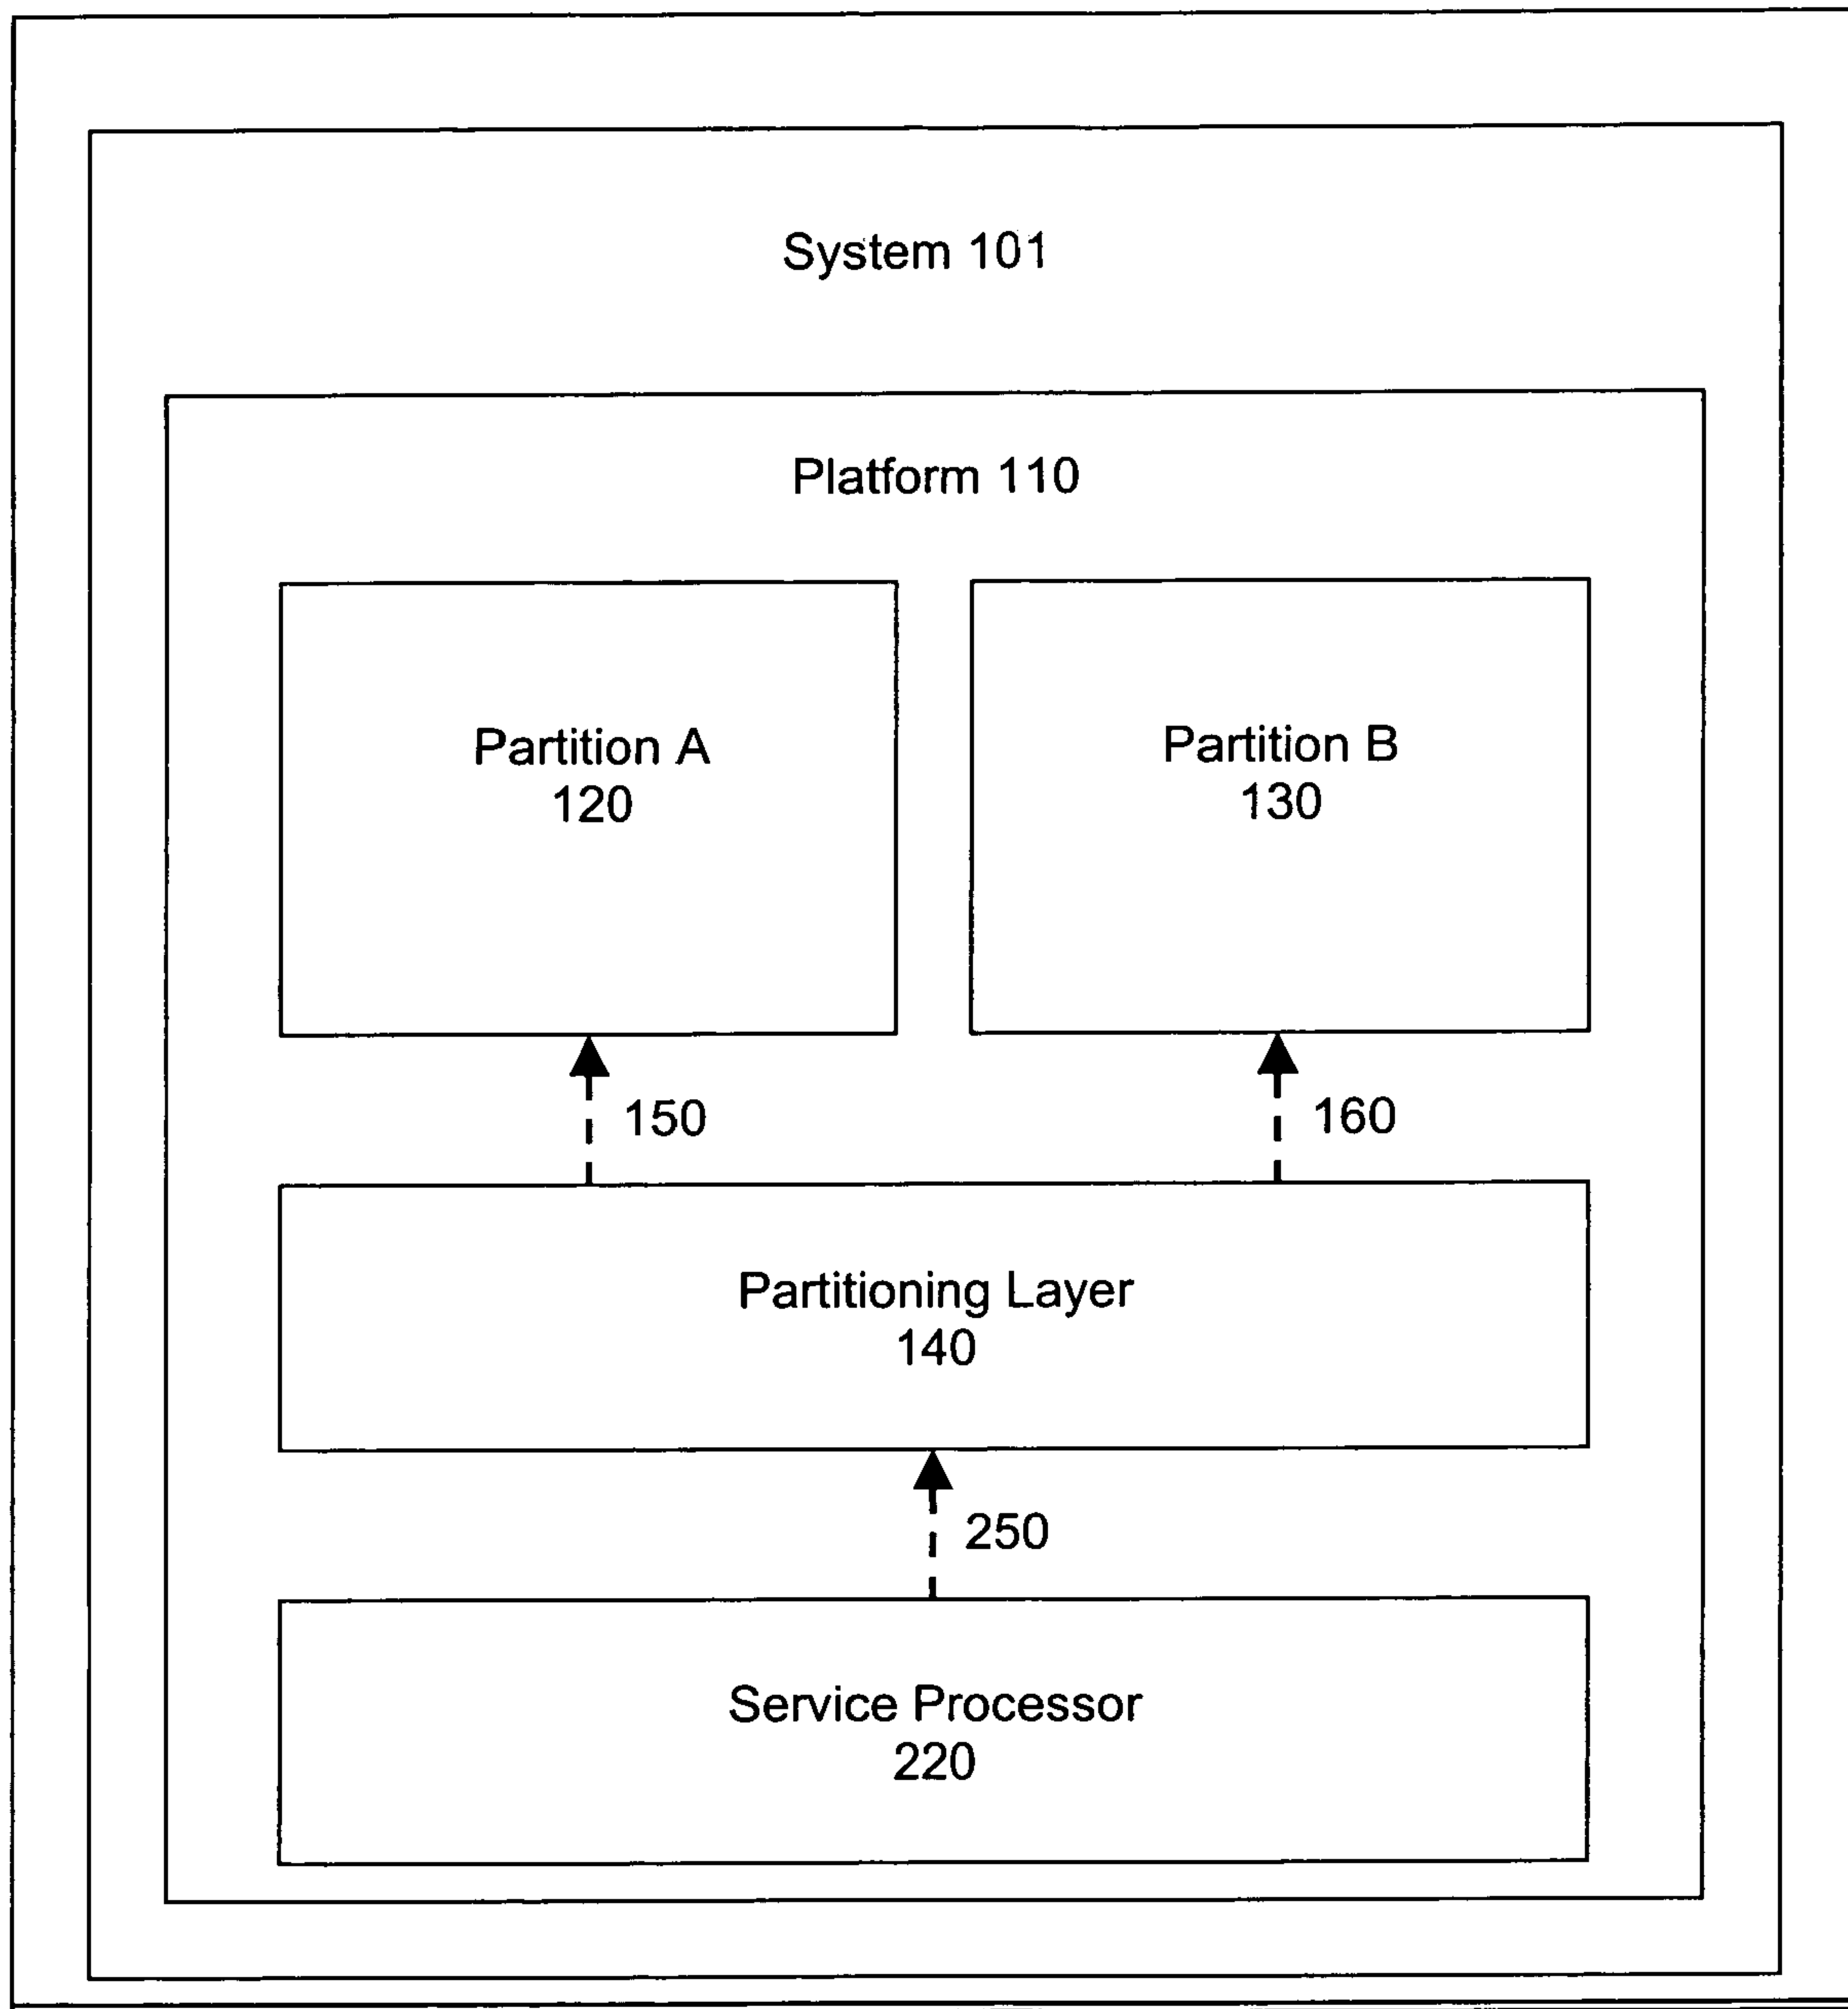 System 101
Platform 110
Partition A
120
Partition B
130
150
160
Partitioning Layer
140
250
Service Processor
220